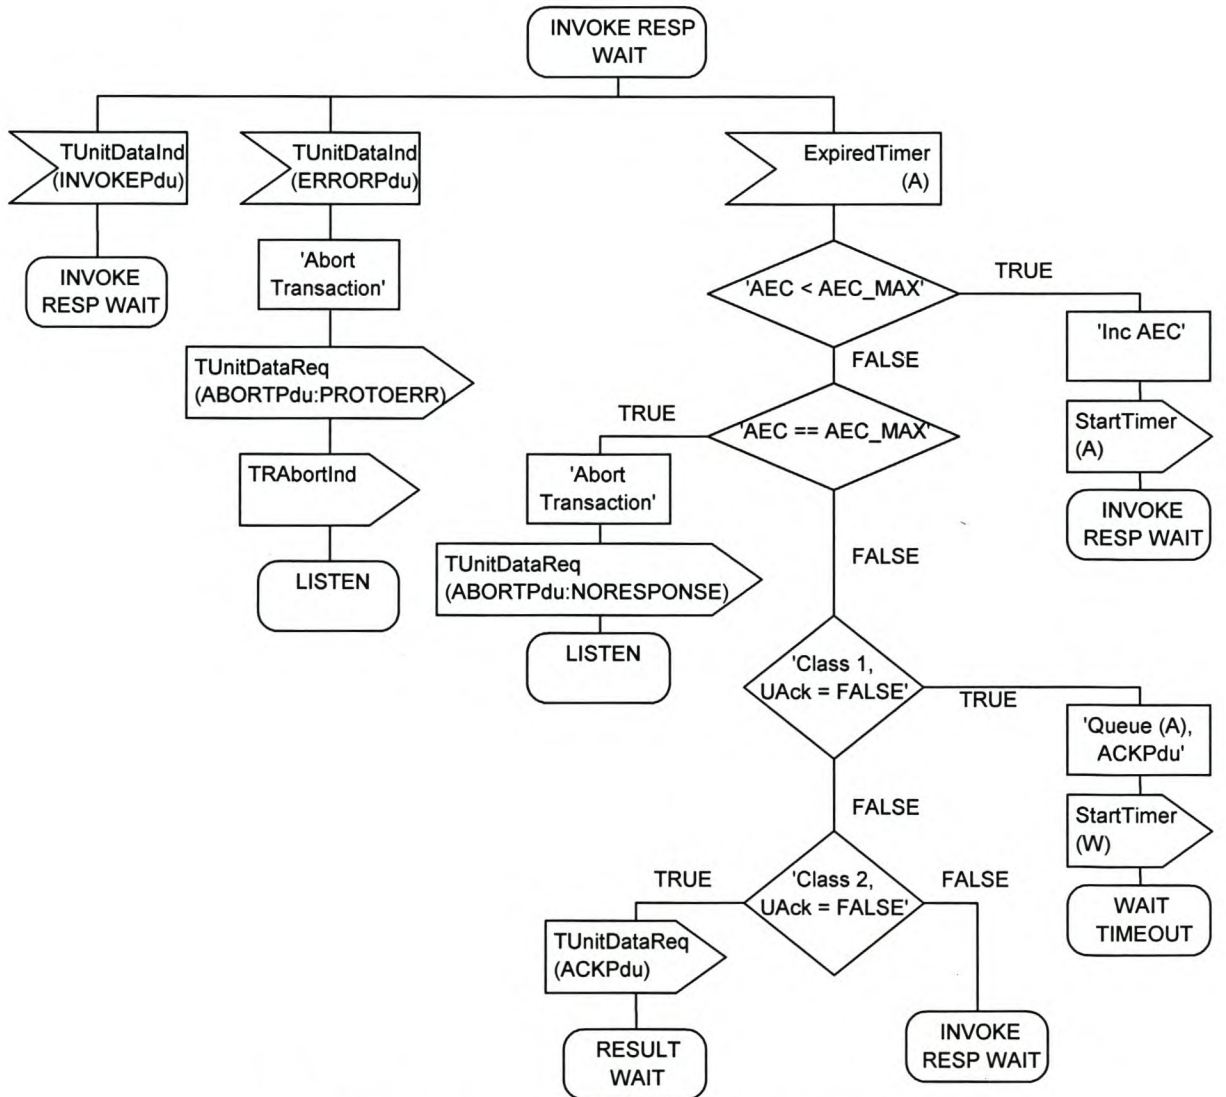 INVOKE RESP
WAIT
TUnitDataInd
(INVOKEPdu)
INVOKE
RESP WAIT
TUnitDataInd
(ERRORPdu)
'Abort
Transaction'
TUnitDataReq
(ABORTPdu:PROTOERR)
TRAbortInd
LISTEN
ExpiredTimer
(A)
'AEC < AEC_MAX'
TRUE
'Inc AEC'
StartTimer
(A)
INVOKE
RESP WAIT
FALSE
'AEC == AEC_MAX'
TRUE
'Abort
Transaction'
TUnitDataReq
(ABORTPdu:NORESPONSE)
LISTEN
FALSE
'Class 1,
UAck = FALSE'
TRUE
'Queue (A),
ACKPdu'
StartTimer
(W)
WAIT
TIMEOUT
FALSE
'Class 2,
UAck = FALSE'
TRUE
TUnitDataReq
(ACKPdu)
RESULT
WAIT
FALSE
INVOKE
RESP WAIT